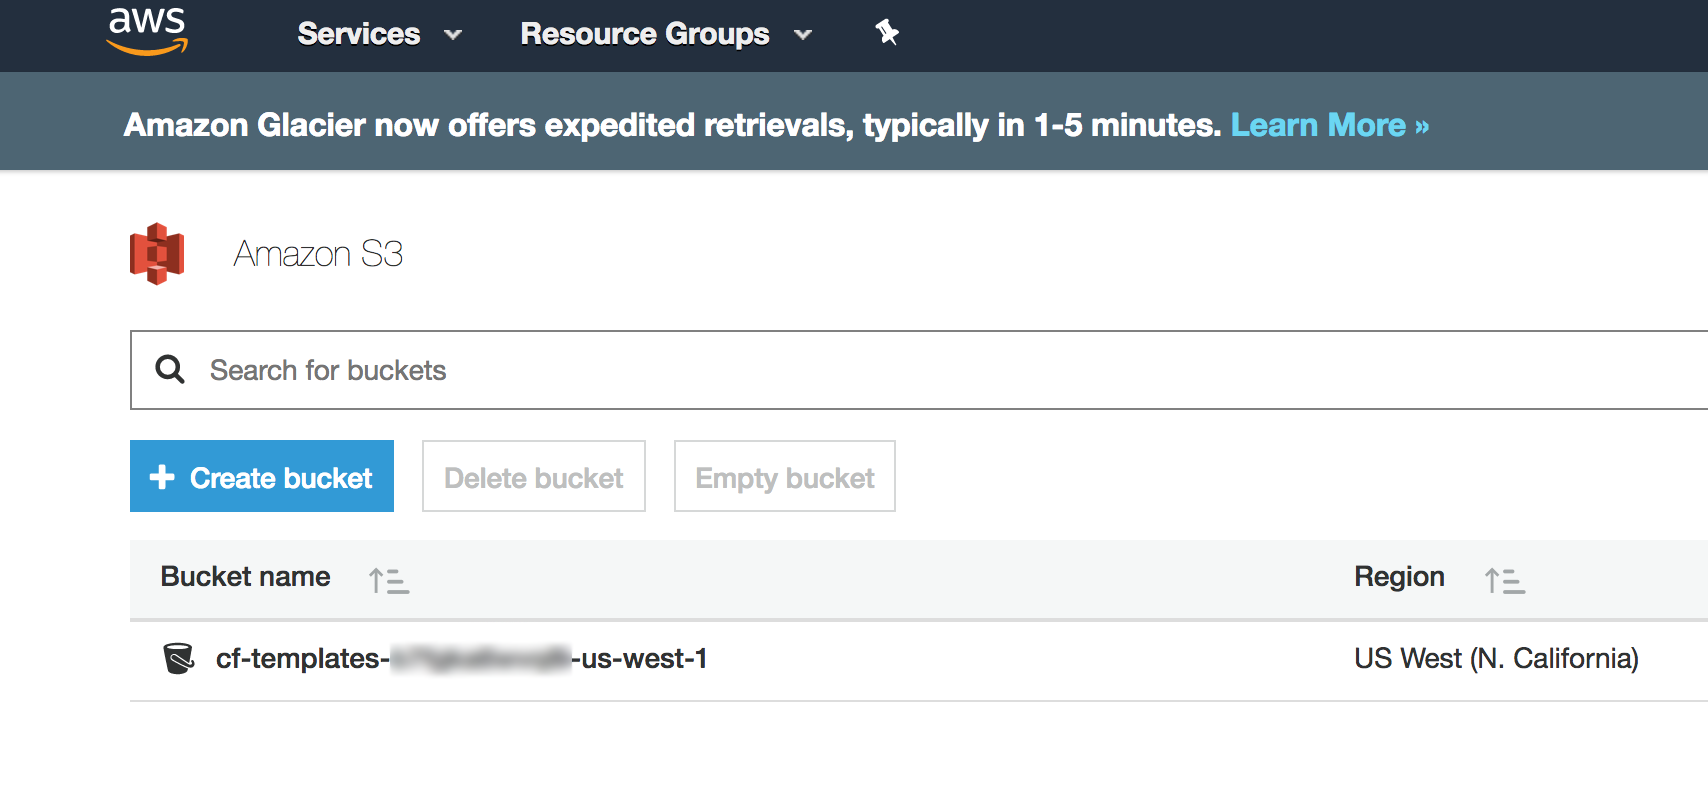 aws Services Resource Groups
Amazon Glacier now offers expedited retrievals, typically in 1-5 minutes. Learn More »
Amazon S3
Search for buckets
Create bucket Delete bucket Empty bucket
Bucket name Region
cf-templates- -us-west-1 US West (N. California)